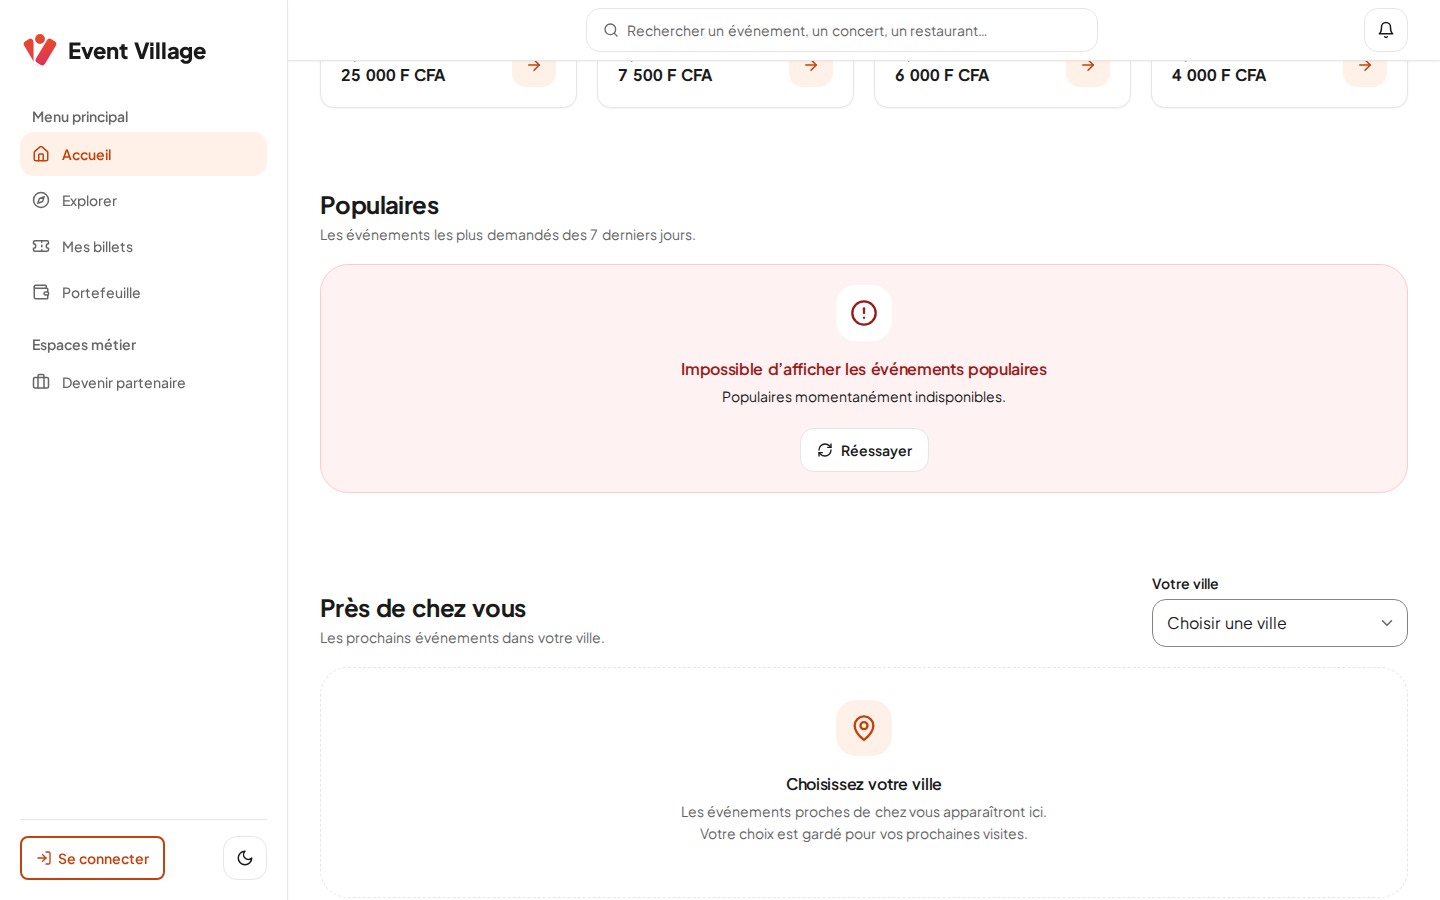 Event Village
Rechercher un événement, un concert, un restaurant…
Menu principal
Accueil
Explorer
Mes billets
Portefeuille
Espaces métier
Devenir partenaire
Se connecter
25 000 F CFA
7 500 F CFA
6 000 F CFA
4 000 F CFA
Populaires
Les événements les plus demandés des 7 derniers jours.
Impossible d’afficher les événements populaires
Populaires momentanément indisponibles.
Réessayer
Près de chez vous
Les prochains événements dans votre ville.
Votre ville
Choisir une ville
Choisissez votre ville
Les événements proches de chez vous apparaîtront ici.
Votre choix est gardé pour vos prochaines visites.